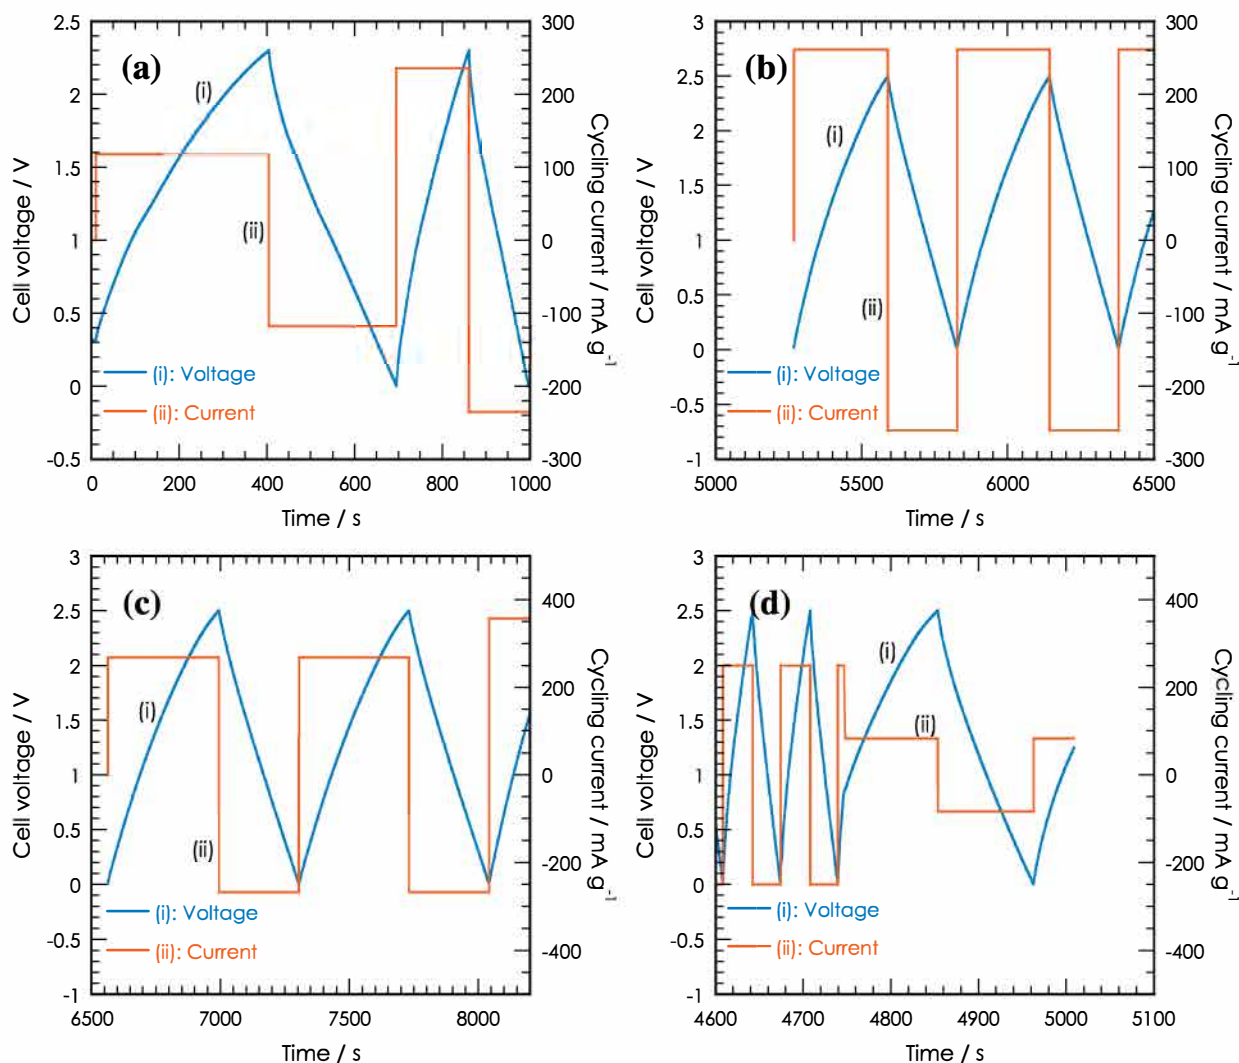 (a)
(i)
(ii)
(i): Voltage
(ii): Current
2.5
2
1.5
1
0.5
0
-0.5
Cell voltage / V
300
200
100
0
-100
-200
-300
Cycling current / mA g-1
0 200 400 600 800 1000
Time / s
(b)
(i)
(ii)
(i): Voltage
(ii): Current
3
2.5
2
1.5
1
0.5
0
-0.5
-1
Cell voltage / V
300
200
100
0
-100
-200
-300
Cycling current / mA g-1
5000 5500 6000 6500
Time / s
(c)
(i)
(ii)
(i): Voltage
(ii): Current
3
2.5
2
1.5
1
0.5
0
-0.5
-1
Cell voltage / V
400
200
0
-200
-400
Cycling current / mA g-1
6500 7000 7500 8000
Time / s
(d)
(i)
(ii)
(i): Voltage
(ii): Current
3
2.5
2
1.5
1
0.5
0
-0.5
-1
Cell voltage / V
400
200
0
-200
-400
Cycling current / mA g-1
4600 4700 4800 4900 5000 5100
Time / s